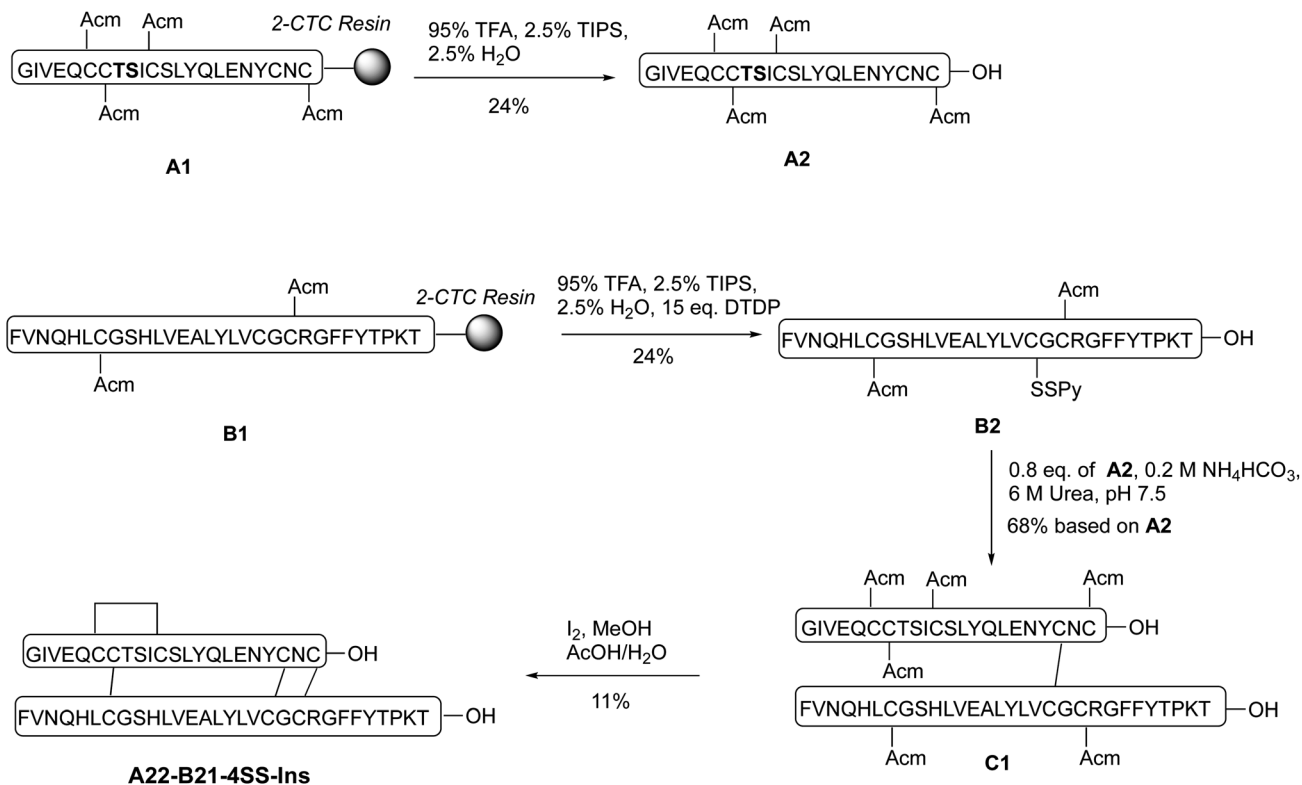 Acm
Acm
2-CTC Resin
GIVEQCCTSICSLYQLENYCNC
Acm
Acm
A1
95% TFA, 2.5% TIPS,
2.5% H₂O
24%
Acm
Acm
GIVEQCCTSICSLYQLENYCNC
OH
Acm
Acm
A2
Acm
2-CTC Resin
FVNQHLCGSHLVEALYLVCGCRGFFYTPKT
Acm
B1
95% TFA, 2.5% TIPS,
2.5% H₂O, 15 eq. DTDP
24%
Acm
FVNQHLCGSHLVEALYLVCGCRGFFYTPKT
OH
Acm
SSPy
B2
0.8 eq. of A2, 0.2 M NH₄HCO₃,
6 M Urea, pH 7.5
68% based on A2
Acm
Acm
Acm
GIVEQCCTSICSLYQLENYCNC
OH
Acm
FVNQHLCGSHLVEALYLVCGCRGFFYTPKT
OH
Acm
Acm
C1
I₂, MeOH
AcOH/H₂O
11%
GIVEQCCTSICSLYQLENYCNC
OH
FVNQHLCGSHLVEALYLVCGCRGFFYTPKT
OH
A22-B21-4SS-Ins